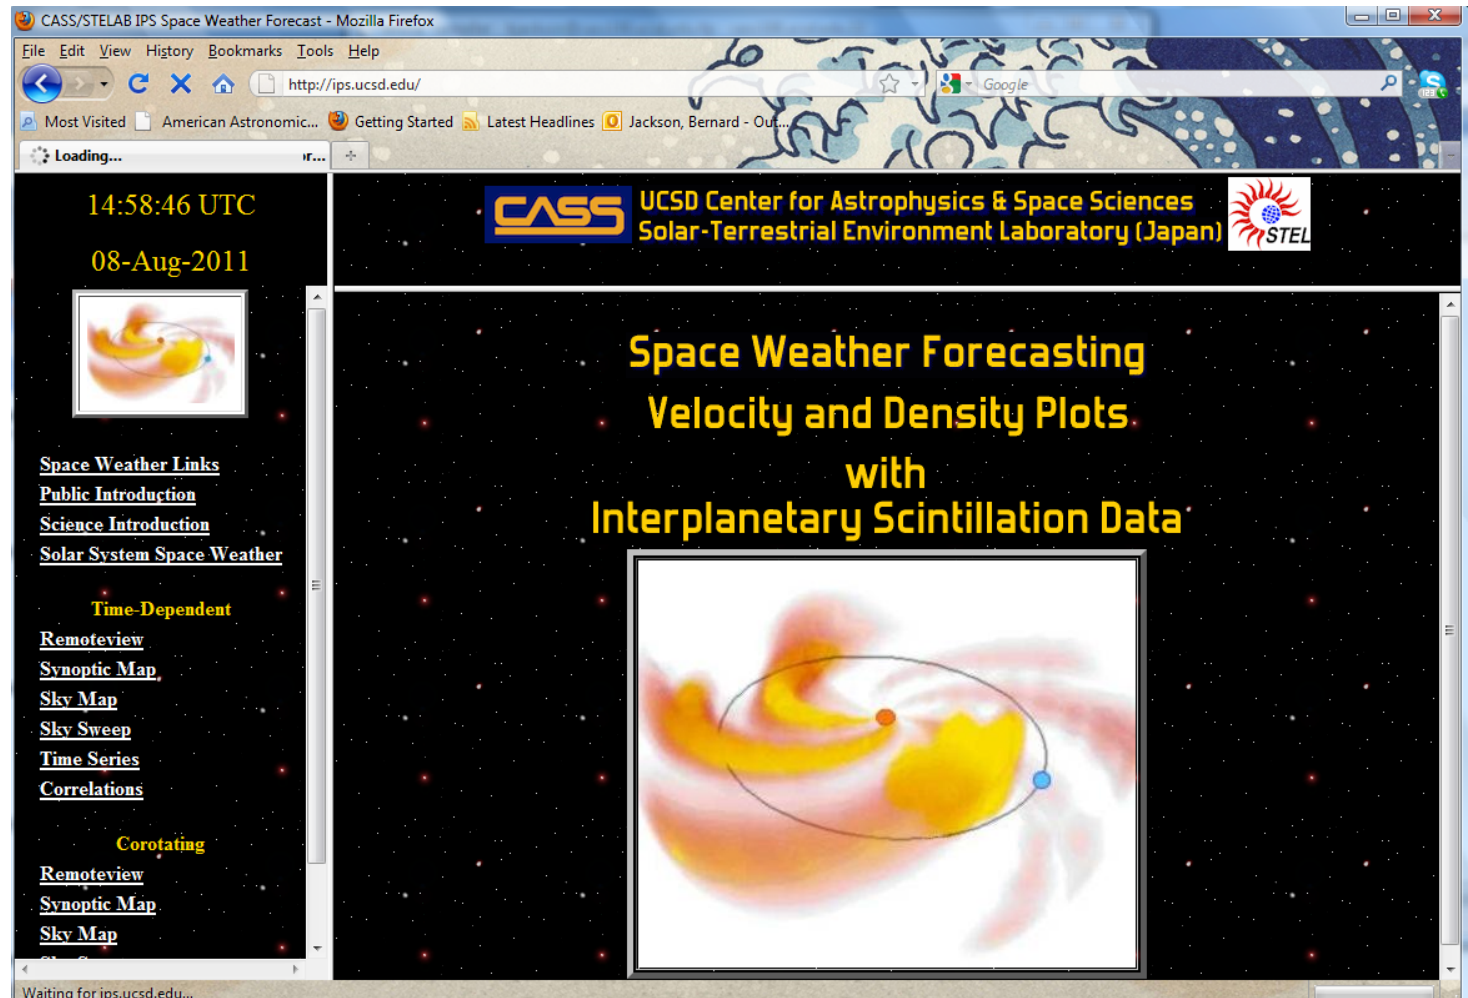 CASS/STELAB IPS Space Weather Forecast - Mozilla Firefox
File Edit View History Bookmarks Tools Help
http://ips.ucsd.edu/
Google
Most Visited American Astronomic... Getting Started Latest Headlines Jackson, Bernard - Out...
Loading...
14:58:46 UTC
08-Aug-2011
CASS
UCSD Center for Astrophysics & Space Sciences
Solar-Terrestrial Environment Laboratory (Japan)
STEL
Space Weather Links
Public Introduction
Science Introduction
Solar System Space Weather
Time-Dependent
Remoteview
Synoptic Map
Sky Map
Sky Sweep
Time Series
Correlations
Corotating
Remoteview
Synoptic Map
Sky Map
Space Weather Forecasting
Velocity and Density Plots
with
Interplanetary Scintillation Data
Waiting for ips.ucsd.edu...